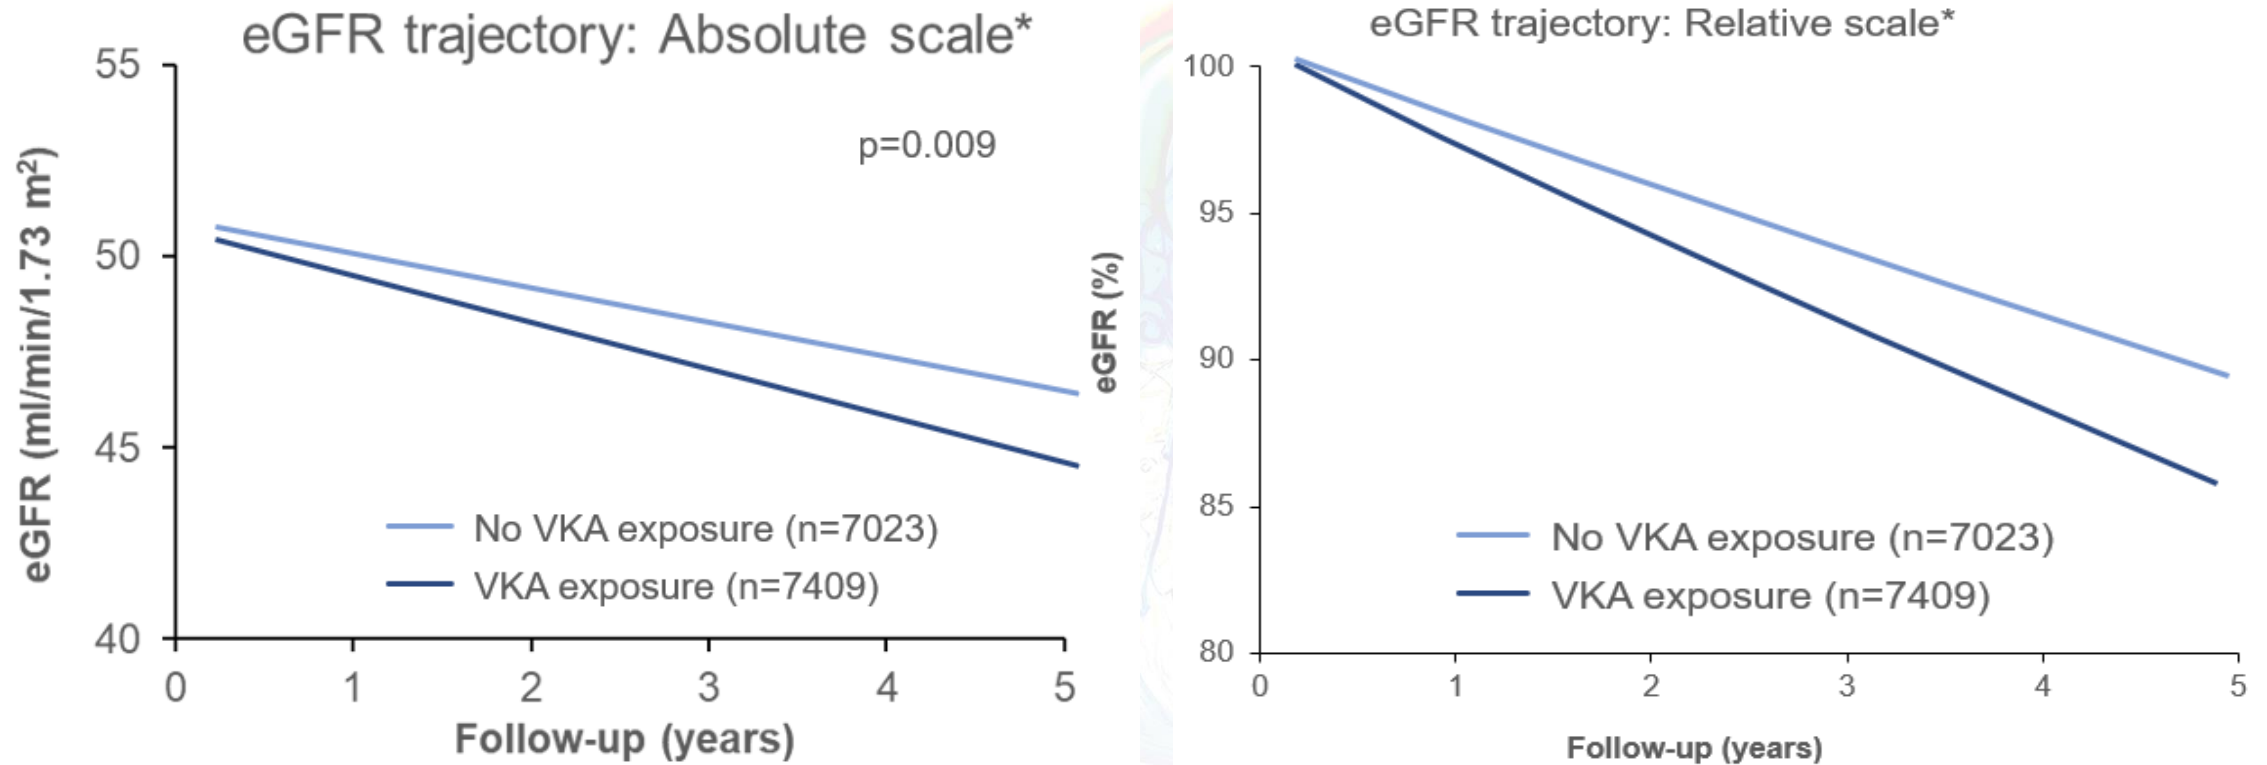 eGFR trajectory: Absolute scale*
55
50
45
40
eGFR (ml/min/1.73 m²)
p=0.009
No VKA exposure (n=7023)
VKA exposure (n=7409)
0 1 2 3 4 5
Follow-up (years)
eGFR trajectory: Relative scale*
100
95
90
85
80
eGFR (%)
No VKA exposure (n=7023)
VKA exposure (n=7409)
0 1 2 3 4 5
Follow-up (years)